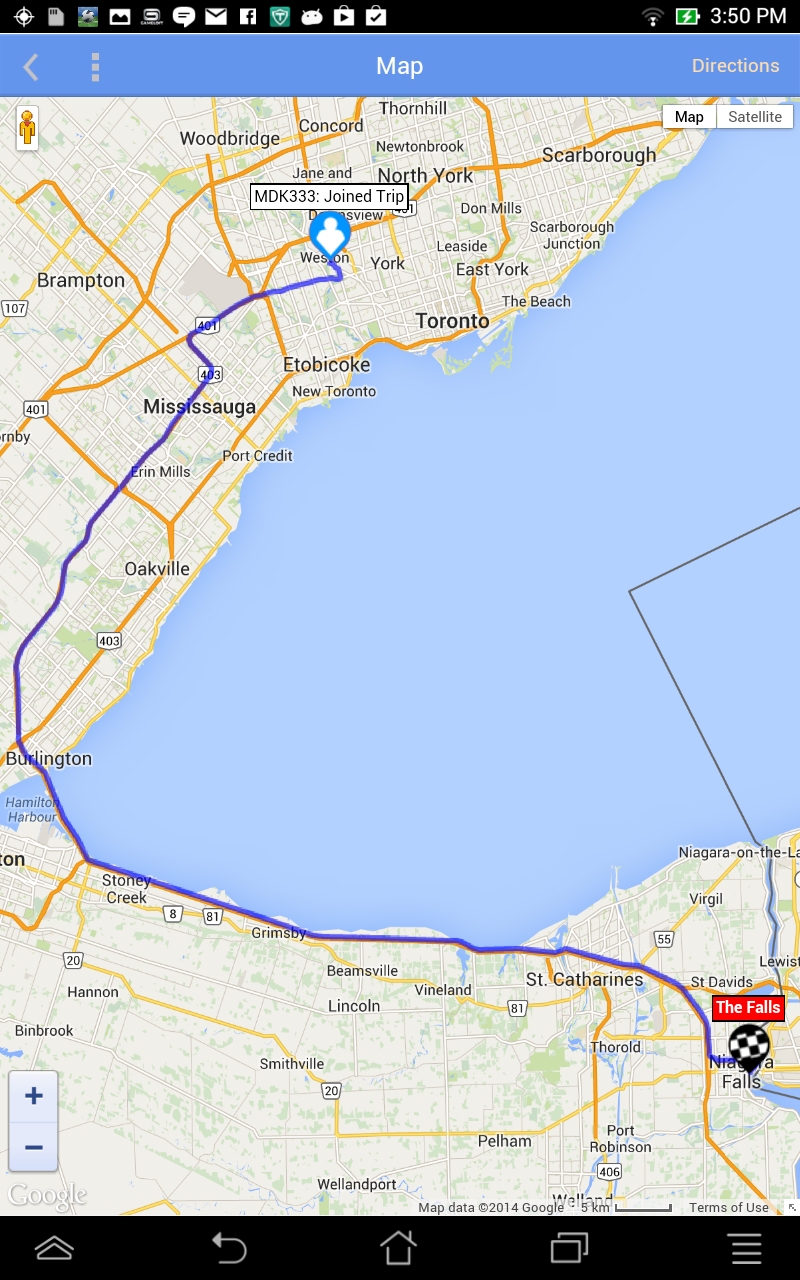 3:50 PM
Map
Directions
Map
Satellite
Thornhill
Concord
Woodbridge
Newtonbrook
Scarborough
Jane and
North York
MDK333: Joined Trip
401
Don Mills
Scarborough
Junction
Leaside
Weston
York
East York
Brampton
The Beach
107
Toronto
401
Etobicoke
403
New Toronto
Mississauga
401
Port Credit
Erin Mills
Oakville
403
Burlington
Hamilton
Harbour
Niagara-on-the-La
ton
Stoney
Creek
Virgil
8
81
Grimsby
55
20
Beamsville
Lewist
St. Catharines
St Davids
Hannon
Vineland
The Falls
Lincoln
81
Binbrook
Thorold
Smithville
Niagara
Falls
20
+
Port
Robinson
Pelham
−
406
Wellandport
Google
Welland
Map data ©2014 Google
5 km
Terms of Use